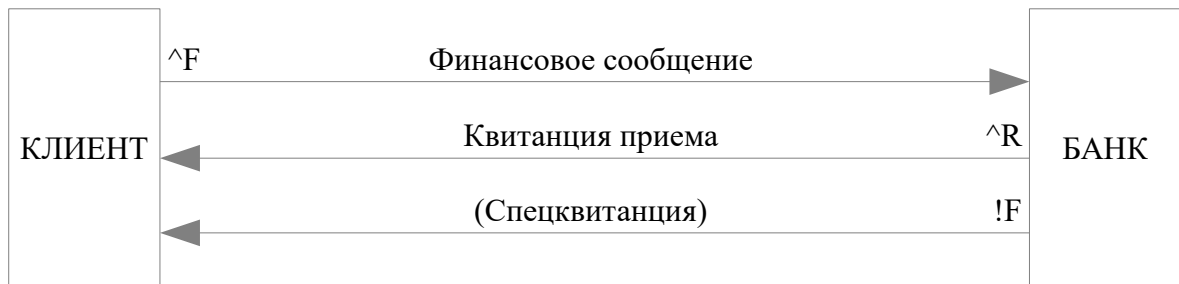 ^F Финансовое сообщение
КЛИЕНТ
Квитанция приема ^R
БАНК
(Спецквитанция) !F